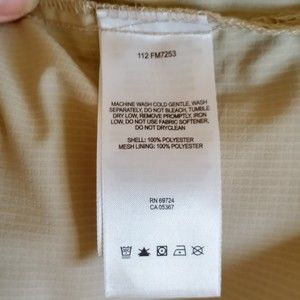 112 FM7253
MACHINE WASH COLD GENTLE, WASH
SEPARATELY, DO NOT BLEACH, TUMBLE
DRY LOW, REMOVE PROMPTLY, IRON
LOW, DO NOT USE FABRIC SOFTENER,
DO NOT DRYCLEAN
SHELL: 100% POLYESTER
MESH LINING: 100% POLYESTER
RN 69724
CA 05367